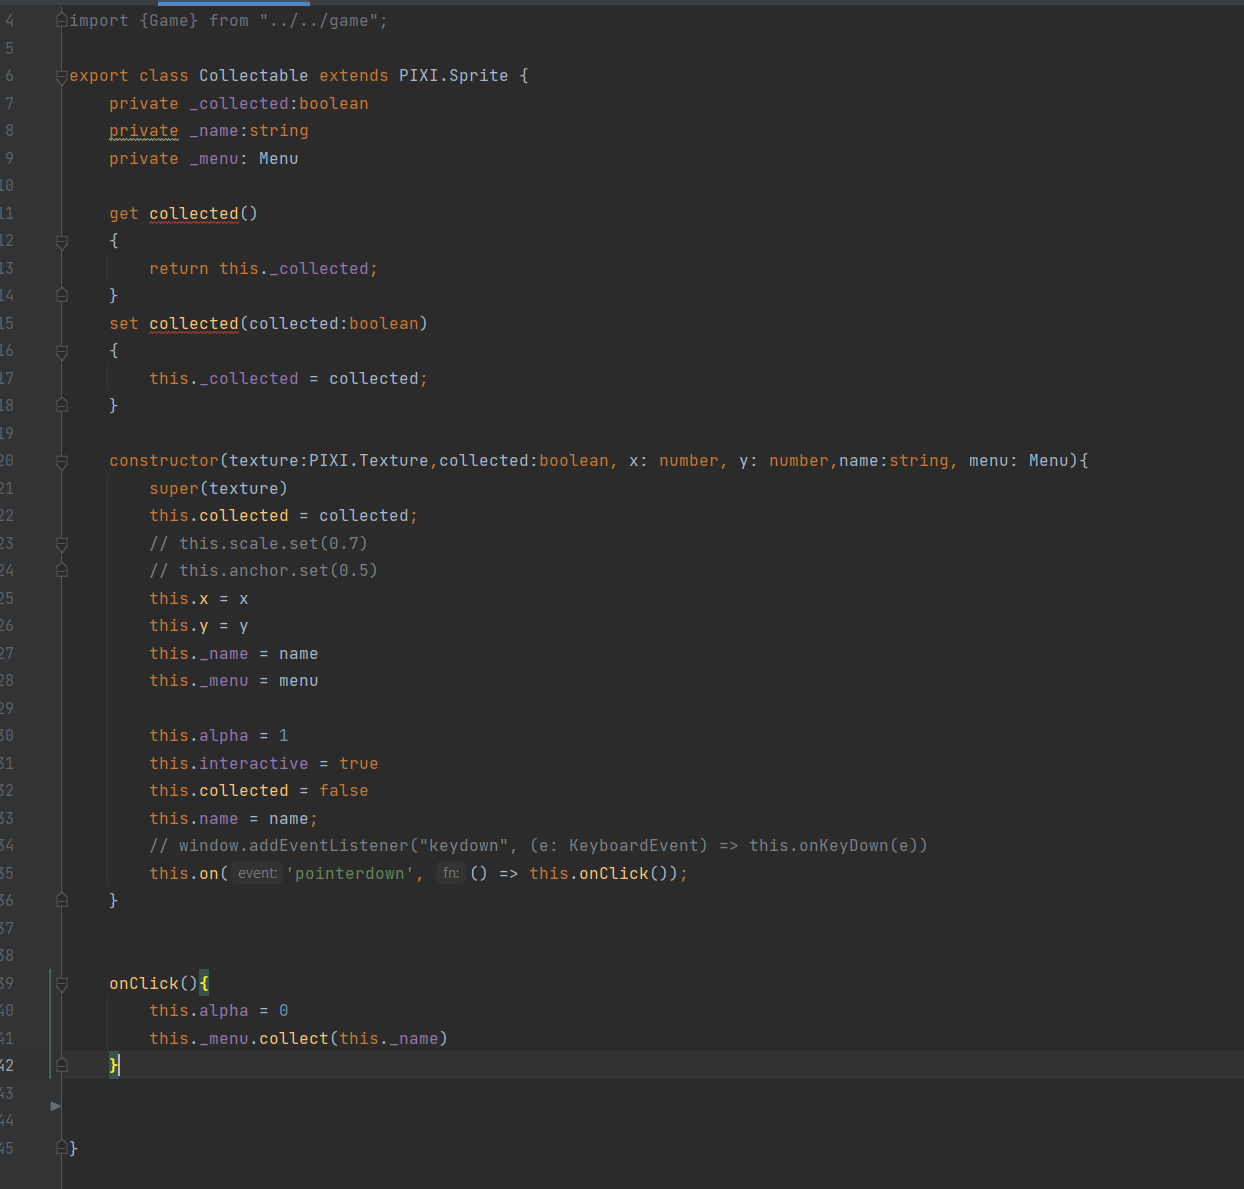 4 import {Game} from "../../game";
5
6 export class Collectable extends PIXI.Sprite {
7 private _collected:boolean
8 private _name:string
9 private _menu: Menu
10
11 get collected()
12 {
13 return this._collected;
14 }
15 set collected(collected:boolean)
16 {
17 this._collected = collected;
18 }
19
20 constructor(texture:PIXI.Texture,collected:boolean, x: number, y: number,name:string, menu: Menu){
21 super(texture)
22 this.collected = collected;
23 // this.scale.set(0.7)
24 // this.anchor.set(0.5)
25 this.x = x
26 this.y = y
27 this._name = name
28 this._menu = menu
29
30 this.alpha = 1
31 this.interactive = true
32 this.collected = false
33 this.name = name;
34 // window.addEventListener("keydown", (e: KeyboardEvent) => this.onKeyDown(e))
35 this.on( event: 'pointerdown', fn: () => this.onClick());
36 }
37
38
39 onClick(){
40 this.alpha = 0
41 this._menu.collect(this._name)
42 }
43
44
45 }